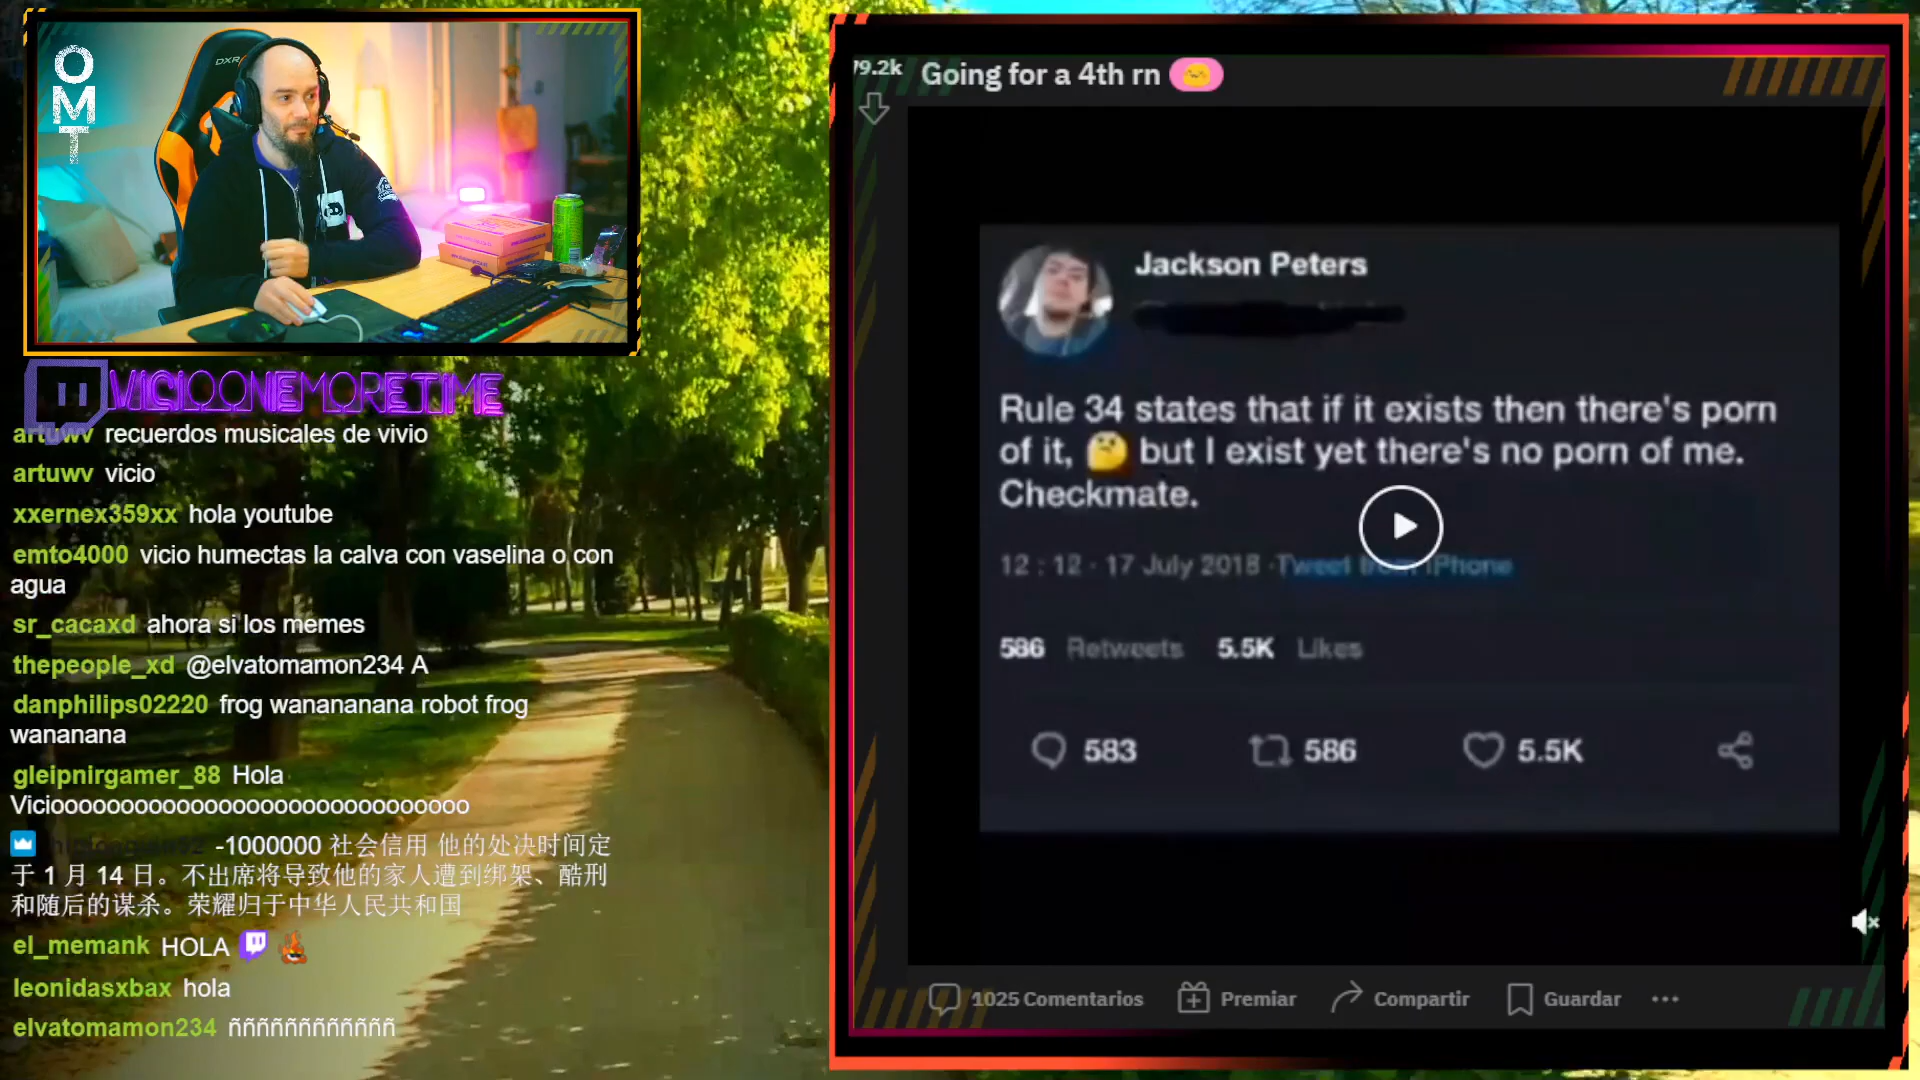 OMT
DXR
VICIOONEMORETIME
artuwv recuerdos musicales de vivio
artuwv vicio
xxernex359xx hola youtube
emto4000 vicio humectas la calva con vaselina o con
agua
sr_cacaxd ahora si los memes
thepeople_xd @elvatomamon234 A
danphilips02220 frog wanananana robot frog
wananana
gleipnirgamer_88 Hola
Viciooooooooooooooooooooooooooooooo
-1000000 社会信用 他的处决时间定
于 1 月 14 日。不出席将导致他的家人遭到绑架、酷刑
和随后的谋杀。荣耀归于中华人民共和国
el_memank HOLA
leonidasxbax hola
elvatomamon234 ñññññññññññññ
79.2k Going for a 4th rn
Jackson Peters
Rule 34 states that if it exists then there's porn
of it, 🤔 but I exist yet there's no porn of me.
Checkmate.
12 : 12 · 17 July 2018 · Tweet from iPhone
586 Retweets 5.5K Likes
583 586 5.5K
1025 Comentarios Premiar Compartir Guardar